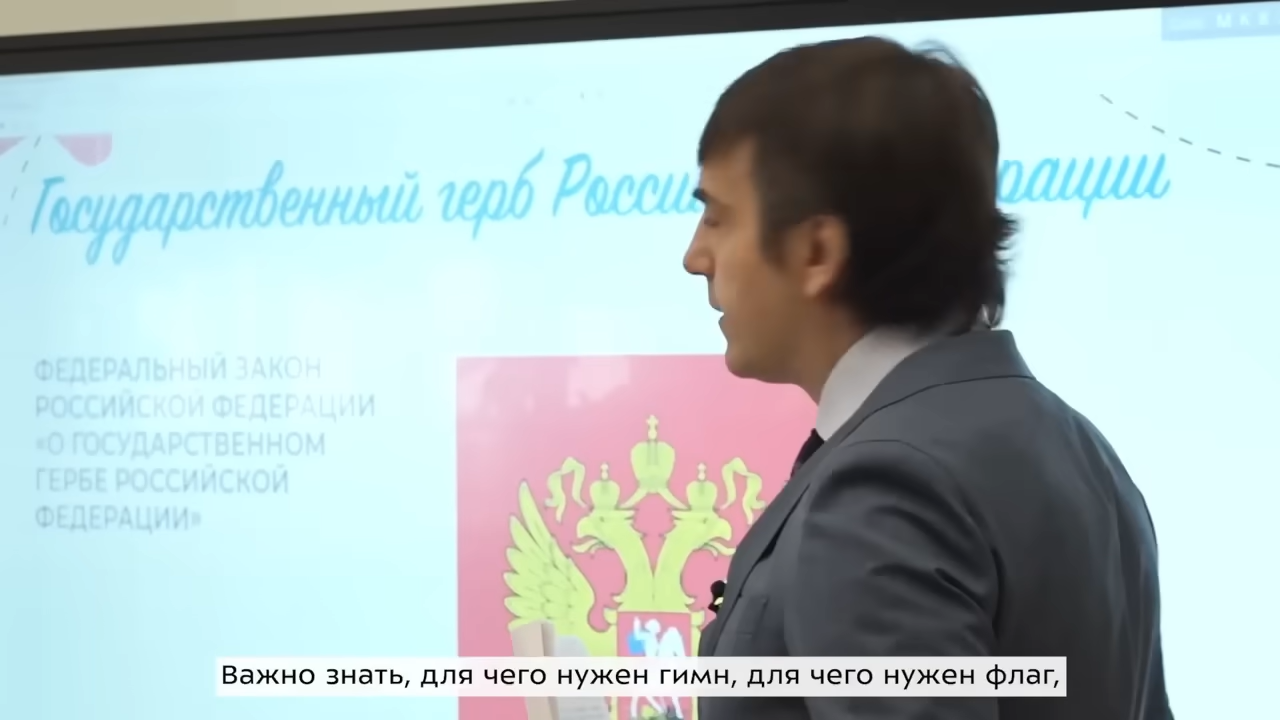 Государственный герб Росси рации
ФЕДЕРАЛЬНЫЙ ЗАКОН
РОССИЙСКОЙ ФЕДЕРАЦИИ
«О ГОСУДАРСТВЕННОМ
ГЕРБЕ РОССИЙСКОЙ
ФЕДЕРАЦИИ»
Важно знать, для чего нужен гимн, для чего нужен флаг,